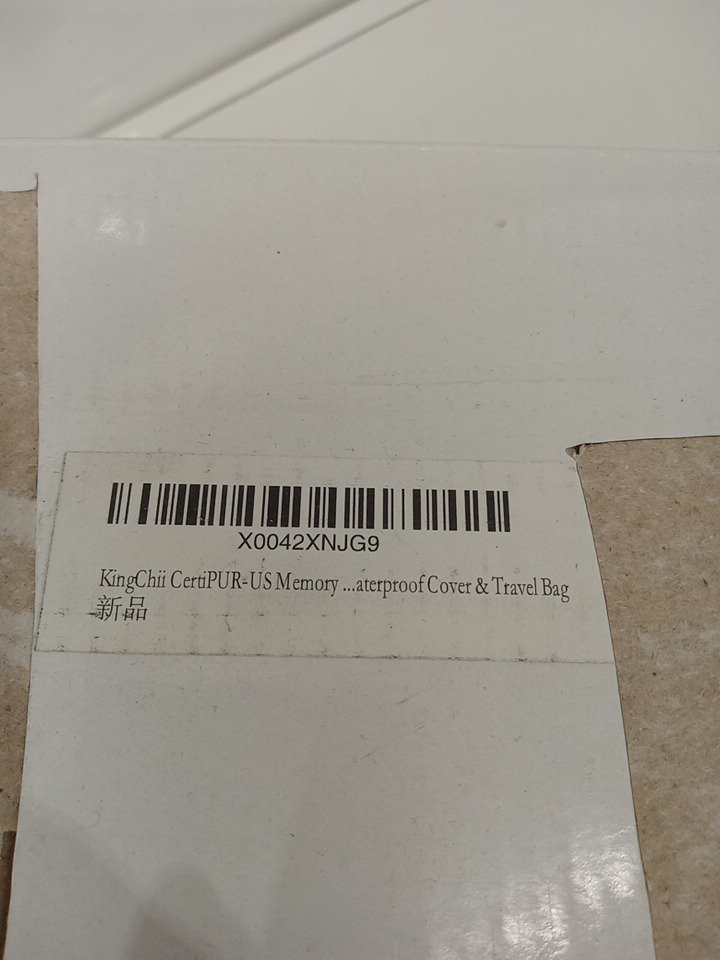 X0042XNJG9
KingChii CertiPUR-US Memory ...aterproof Cover & Travel Bag
新品